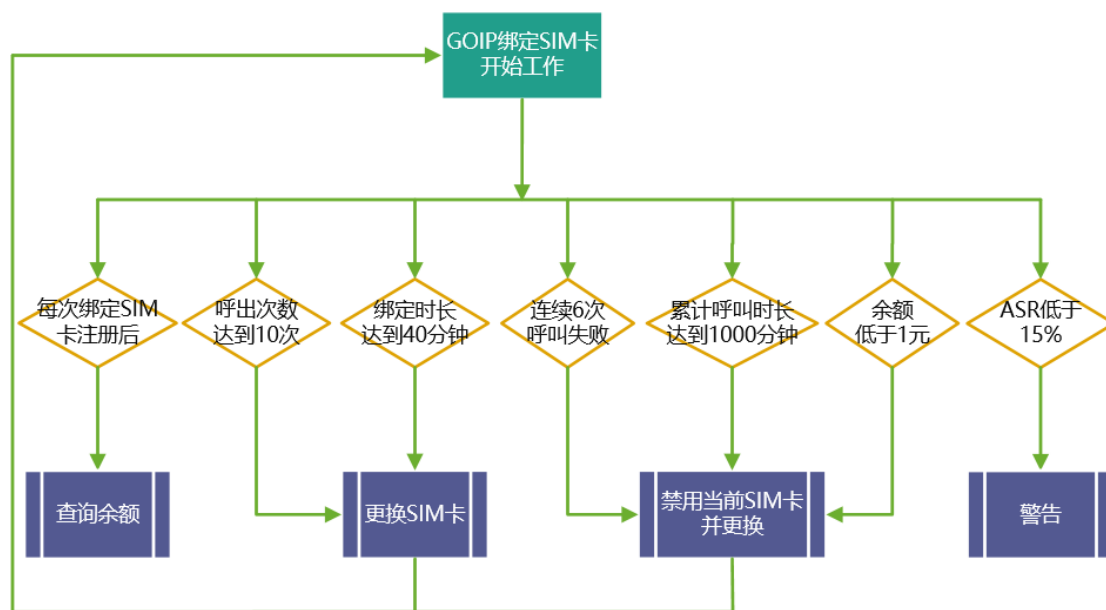 GOIP绑定SIM卡
开始工作
每次绑定SIM
卡注册后
呼出次数
达到10次
绑定时长
达到40分钟
连续6次
呼叫失败
累计呼叫时长
达到1000分钟
余额
低于1元
ASR低于
15%
查询余额
更换SIM卡
禁用当前SIM卡
并更换
警告